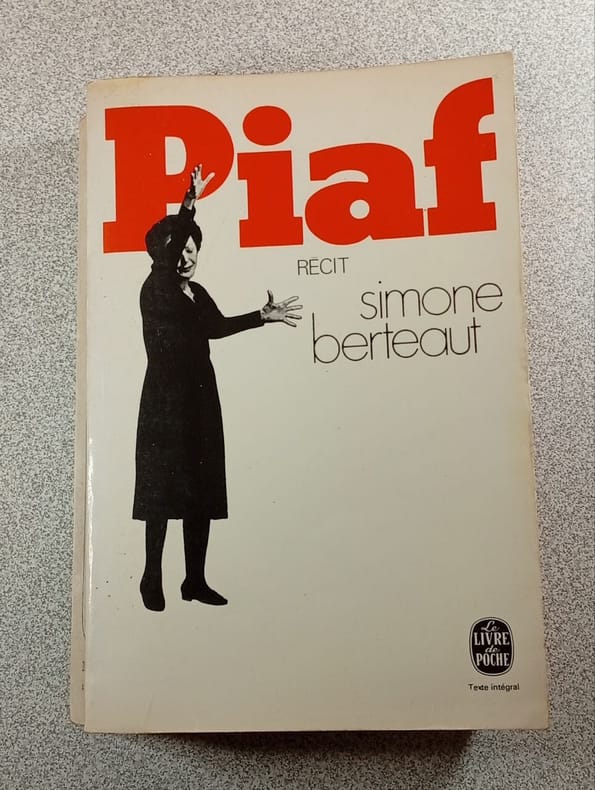 Piaf
RÉCIT
simone
berteaut
Le
LIVRE
de
POCHE
Texte intégral